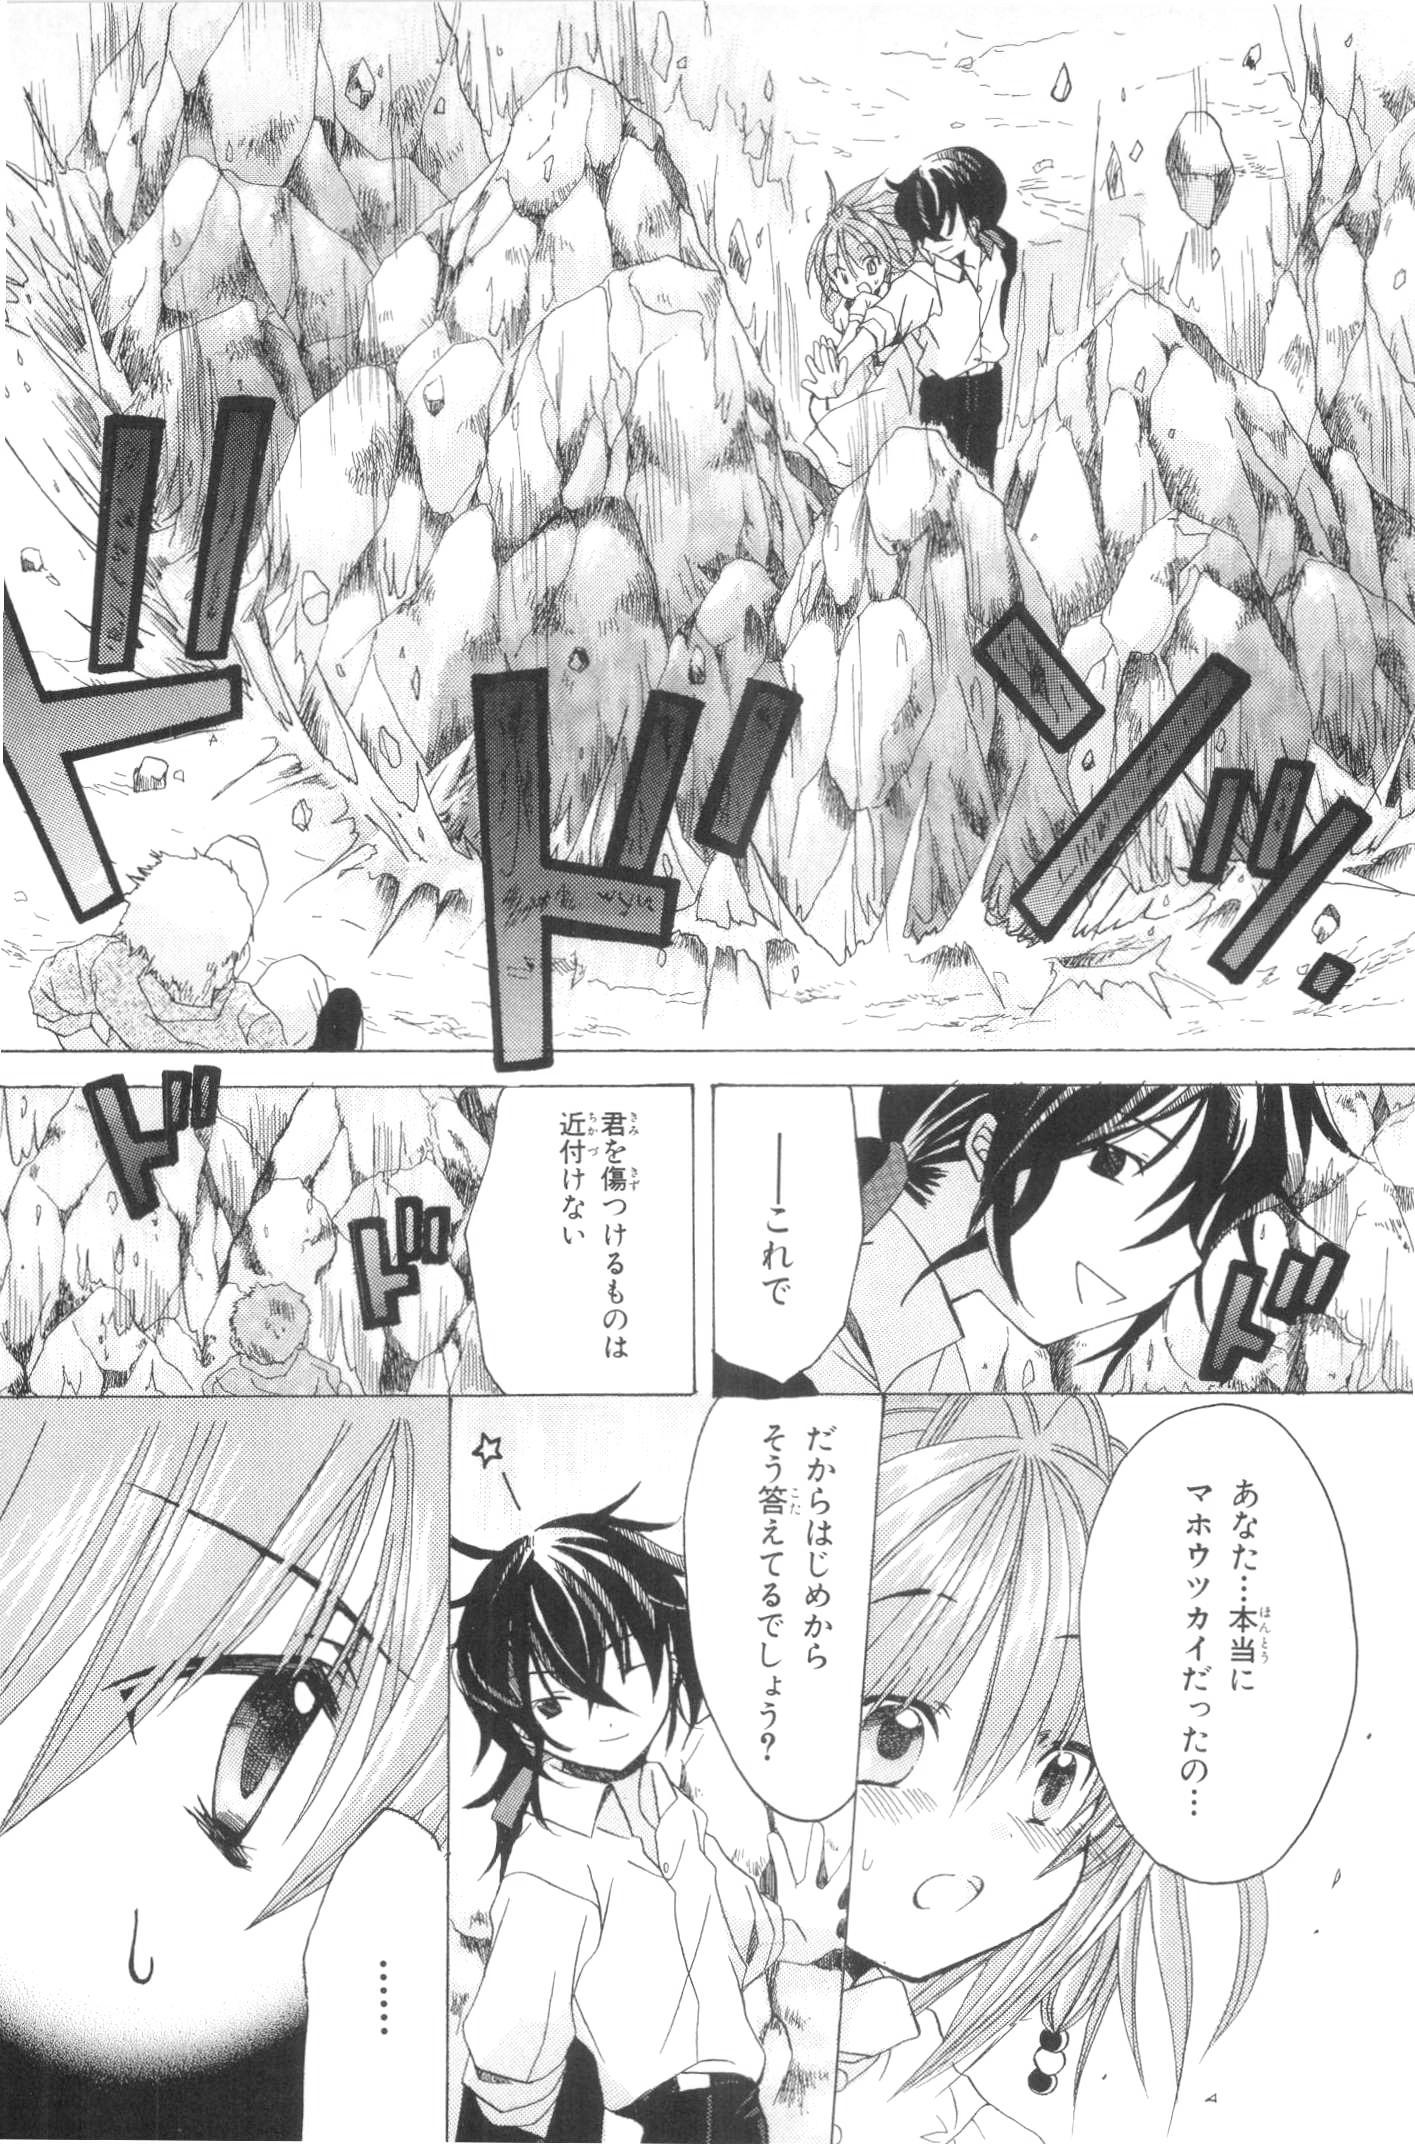 ドドドンッ!!
――これで
ドド
君を傷つけるものは
近付けない
ドド
あなた…本当に
マホウツカイだったの…
だからはじめから
そう答えてるでしょう?
……